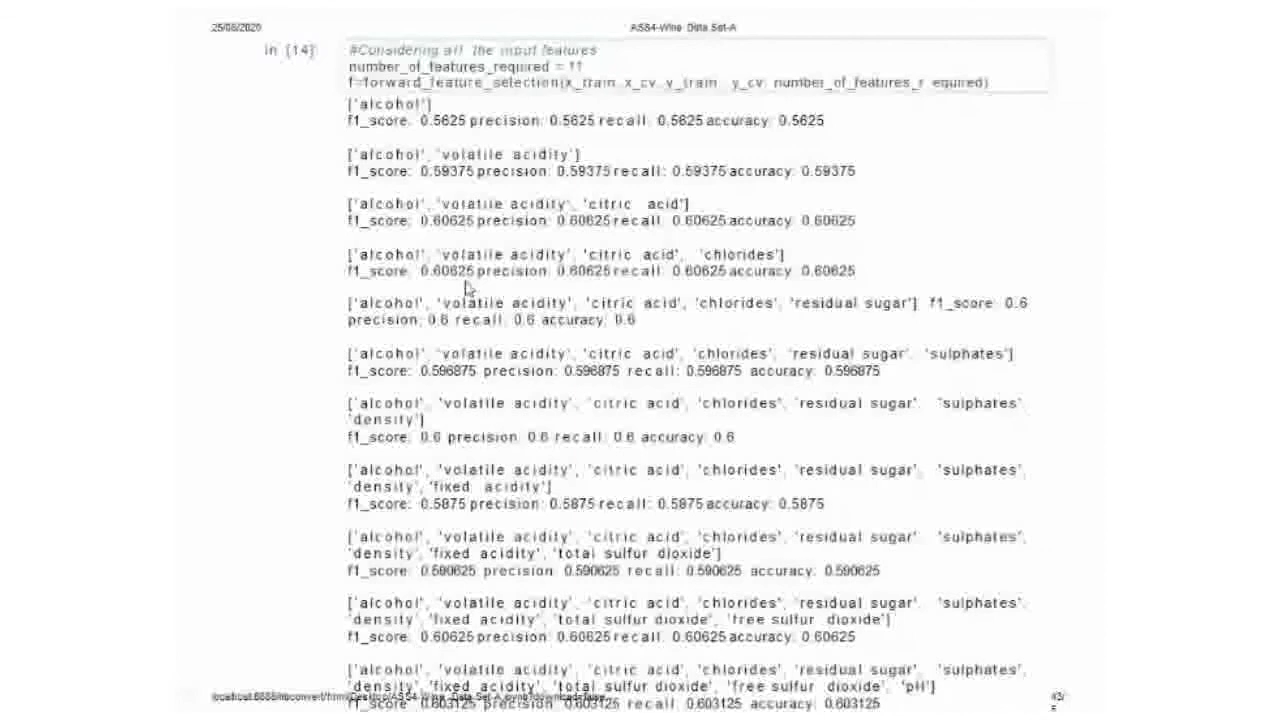 25/08/2020 ASS4-Wine Data Set-A
In [14] #Considering all the input features
number_of_features_required = 11
f=forward_feature_selection(x_train x_cv y_train y_cv number_of_features_r equired)
['alcohol']
f1_score: 0.5625 precision: 0.5625 recall: 0.5625 accuracy: 0.5625
['alcohol', 'volatile acidity']
f1_score: 0.59375 precision: 0.59375 recall: 0.59375 accuracy: 0.59375
['alcohol', 'volatile acidity', 'citric acid']
f1_score: 0.60625 precision: 0.60625 recall: 0.60625 accuracy: 0.60625
['alcohol', 'volatile acidity', 'citric acid', 'chlorides']
f1_score: 0.60625 precision: 0.60625 recall: 0.60625 accuracy: 0.60625
['alcohol', 'volatile acidity', 'citric acid', 'chlorides', 'residual sugar'] f1_score: 0.6
precision: 0.6 recall: 0.6 accuracy: 0.6
['alcohol', 'volatile acidity', 'citric acid', 'chlorides', 'residual sugar', 'sulphates']
f1_score: 0.596875 precision: 0.596875 recall: 0.596875 accuracy: 0.596875
['alcohol', 'volatile acidity', 'citric acid', 'chlorides', 'residual sugar', 'sulphates',
'density']
f1_score: 0.6 precision: 0.6 recall: 0.6 accuracy: 0.6
['alcohol', 'volatile acidity', 'citric acid', 'chlorides', 'residual sugar', 'sulphates',
'density', 'fixed acidity']
f1_score: 0.5875 precision: 0.5875 recall: 0.5875 accuracy: 0.5875
['alcohol', 'volatile acidity', 'citric acid', 'chlorides', 'residual sugar', 'sulphates',
'density', 'fixed acidity', 'total sulfur dioxide']
f1_score: 0.590625 precision: 0.590625 recall: 0.590625 accuracy: 0.590625
['alcohol', 'volatile acidity', 'citric acid', 'chlorides', 'residual sugar', 'sulphates',
'density', 'fixed acidity', 'total sulfur dioxide', 'free sulfur dioxide']
f1_score: 0.60625 precision: 0.60625 recall: 0.60625 accuracy: 0.60625
['alcohol', 'volatile acidity', 'citric acid', 'chlorides', 'residual sugar', 'sulphates',
'density', 'fixed acidity', 'total sulfur dioxide', 'free sulfur dioxide', 'pH']
f1_score: 0.603125 precision: 0.603125 recall: 0.603125 accuracy: 0.603125